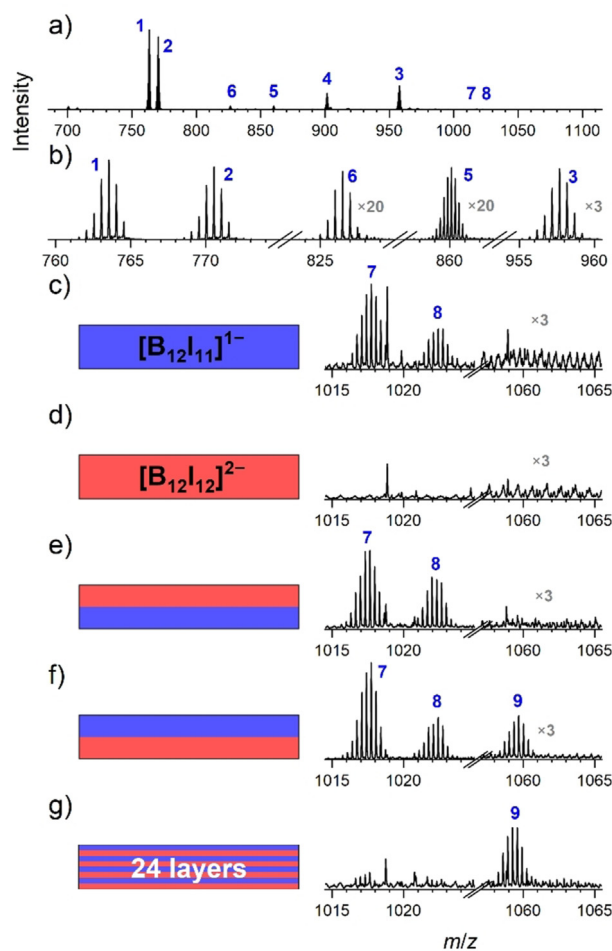 a)
Intensity
1
2
6
5
4
3
7
8
700 750 800 850 900 950 1000 1050 1100
b)
1
2
6
×20
5
×20
3
×3
760 765 770 825 860 955 960
c)
[B₁₂I₁₁]¹⁻
7
8
×3
1015 1020 1060 1065
d)
[B₁₂I₁₂]²⁻
×3
1015 1020 1060 1065
e)
7
8
×3
1015 1020 1060 1065
f)
7
8
9
×3
1015 1020 1060 1065
g)
24 layers
9
1015 1020 1060 1065
m/z